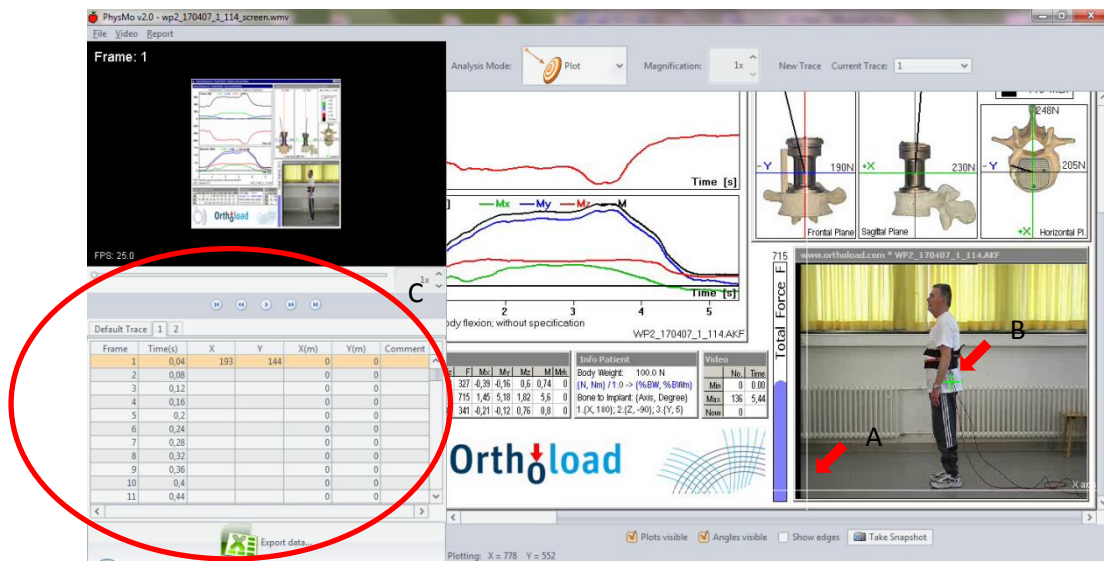 PhysMo v2.0 - wp2_170407_1_114_screen.wmv
File Video Report
Frame: 1
FPS: 25.0
Analysis Mode: Plot Magnification: 1x New Trace Current Trace: 1
Time [s]
Mx My Mz M
Time [s]
2 3 4 5
ody flexion; without specification
WP2_170407_1_114.AKF
- Y 190N
Frontal Plane
+X 230N
Sagittal Plane
248N
- Y 205N
+X Horizontal Pl.
715 www.orthoload.com * WP2_170407_1_114.AKF
Total Force F
A
B
C
X axis
1x
Default Trace 1 2
Frame Time(s) X Y X(m) Y(m) Comment
1 0,04 193 144 0 0
2 0,08 0 0
3 0,12 0 0
4 0,16 0 0
5 0,2 0 0
6 0,24 0 0
7 0,28 0 0
8 0,32 0 0
9 0,36 0 0
10 0,4 0 0
11 0,44 0 0
Export data...
F Mx My Mz M Mrk
327 -0,39 -0,16 0,6 0,74 0
715 1,45 5,18 1,82 5,6 0
341 -0,21 -0,12 0,76 0,8 0
Info Patient
Body Weight: 100.0 N
(N, Nm) / 1.0 -> (%BW, %BWm)
Bone to Implant: (Axis, Degree)
1.(X, 180); 2.(Z, -90); 3.(Y, 5)
Video
No. Time
Min 0 0.00
Max 136 5,44
Now 0
Orthoload
Plots visible Angles visible Show edges Take Snapshot
Plotting: X = 778 Y = 552